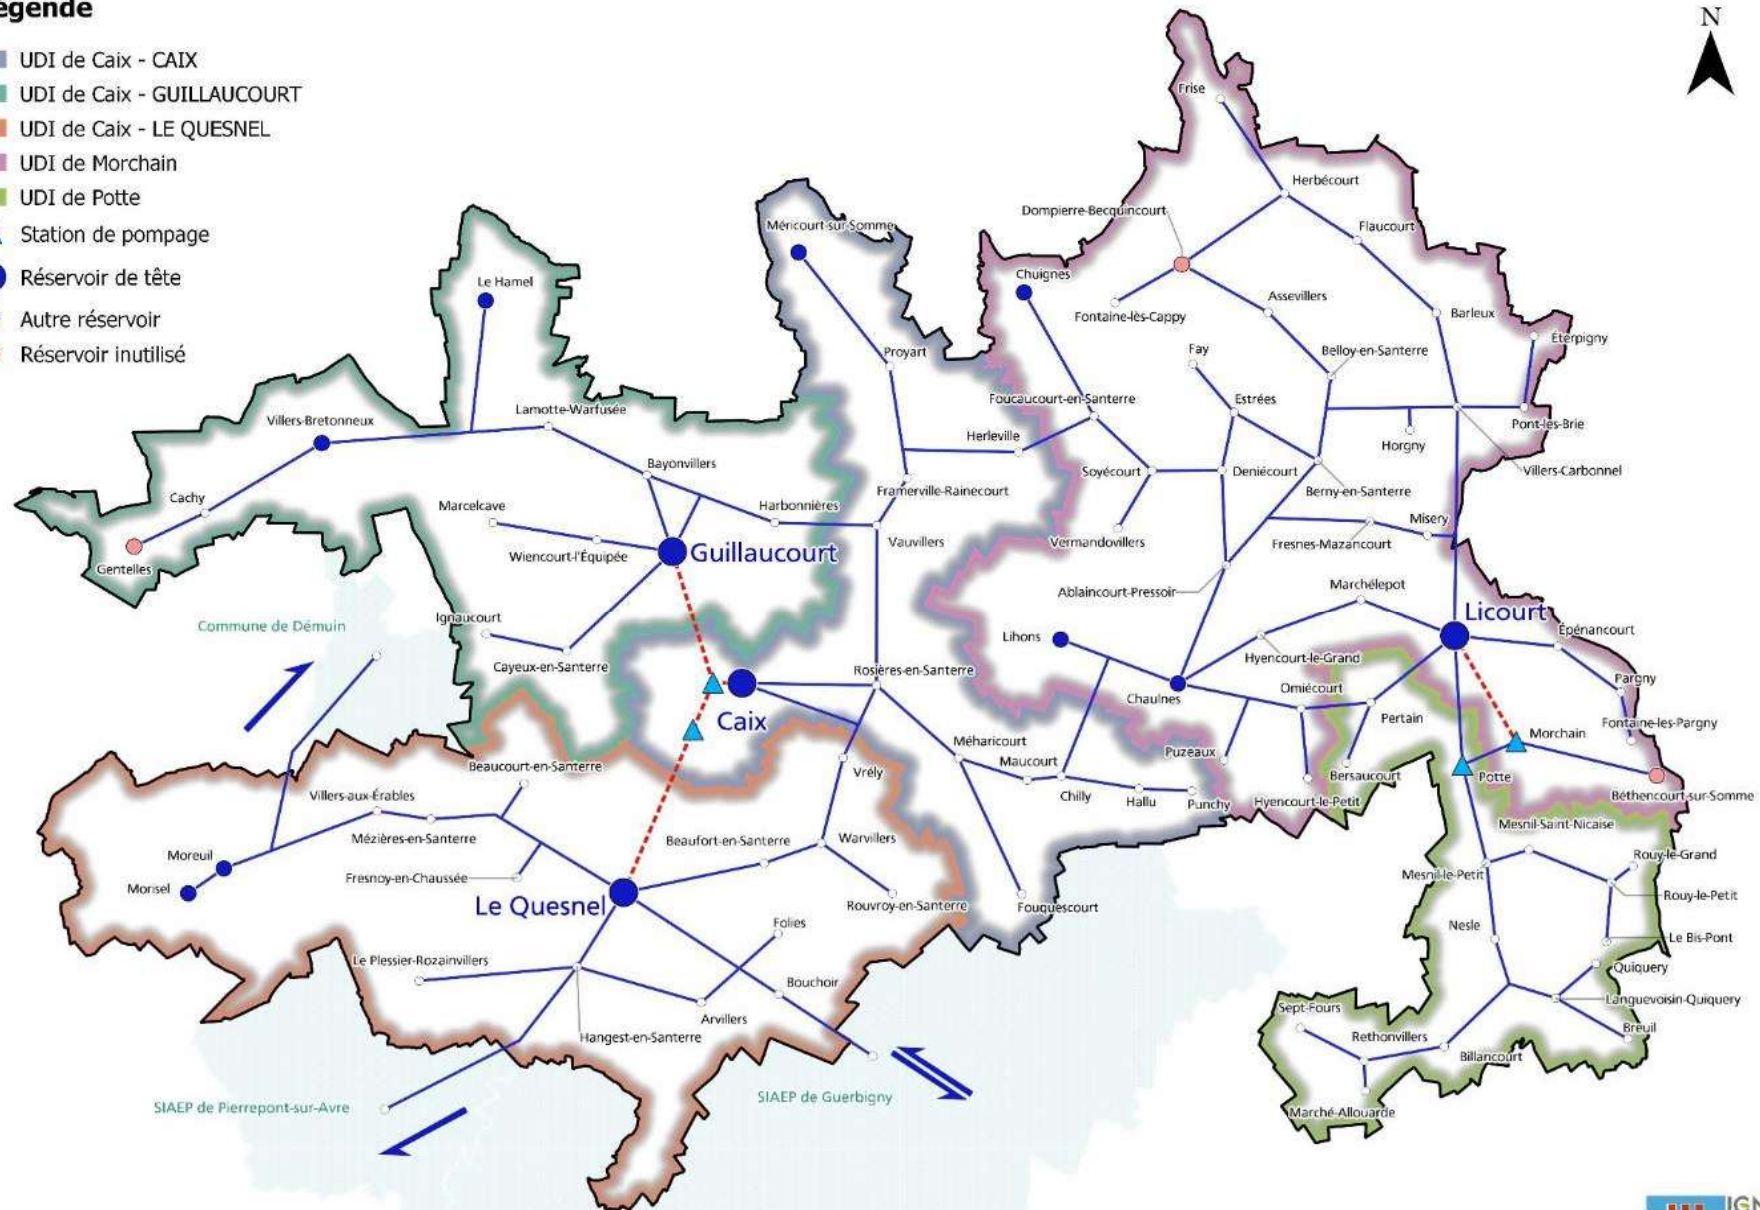 égende
UDI de Caix - CAIX
UDI de Caix - GUILLAUCOURT
UDI de Caix - LE QUESNEL
UDI de Morchain
UDI de Potte
Station de pompage
Réservoir de tête
Autre réservoir
Réservoir inutilisé
N
Frise
Herbécourt
Dompierre-Becquincourt
Flaucourt
Méricourt-sur-Somme
Chuignes
Le Hamel
Assevillers
Fontaine-lès-Cappy
Barleux
Éterpigny
Proyart
Fay
Belloy-en-Santerre
Foucaucourt-en-Santerre
Estrées
Lamotte-Warfusée
Villers-Bretonneux
Pont-les-Brie
Herleville
Horgny
Bayonvillers
Soyécourt
Deniécourt
Villers-Carbonnel
Cachy
Framerville-Rainecourt
Berny-en-Santerre
Marcelcave
Harbonnières
Misery
Vauvillers
Vermandovillers
Fresnes-Mazancourt
Guillaucourt
Wiencourt-l'Équipée
Gentelles
Marchélepot
Ablaincourt-Pressoir
Licourt
Ignaucourt
Commune de Démuin
Lihons
Épénancourt
Hyencourt-le-Grand
Cayeux-en-Santerre
Rosières-en-Santerre
Pargny
Omiécourt
Chaulnes
Caix
Pertain
Fontaine-les-Pargny
Morchain
Méharicourt
Puzeaux
Maucourt
Beaucourt-en-Santerre
Vrély
Bersaucourt
Potte
Villers-aux-Érables
Chilly
Hallu
Punchy
Hyencourt-le-Petit
Béthencourt-sur-Somme
Mesnil-Saint-Nicaise
Mézières-en-Santerre
Beaufort-en-Santerre
Warvillers
Moreuil
Rouy-le-Grand
Fresnoy-en-Chaussée
Mesnil-le-Petit
Morisel
Rouy-le-Petit
Le Quesnel
Rouvroy-en-Santerre
Fouquescourt
Folies
Nesle
Le Bis-Pont
Le Plessier-Rozainvillers
Quiquery
Bouchoir
Languevoisin-Quiquery
Sept-Fours
Arvillers
Breuil
Hangest-en-Santerre
Rethonvillers
Billancourt
SIAEP de Guerbigny
SIAEP de Pierrepont-sur-Avre
Marché-Allouarde